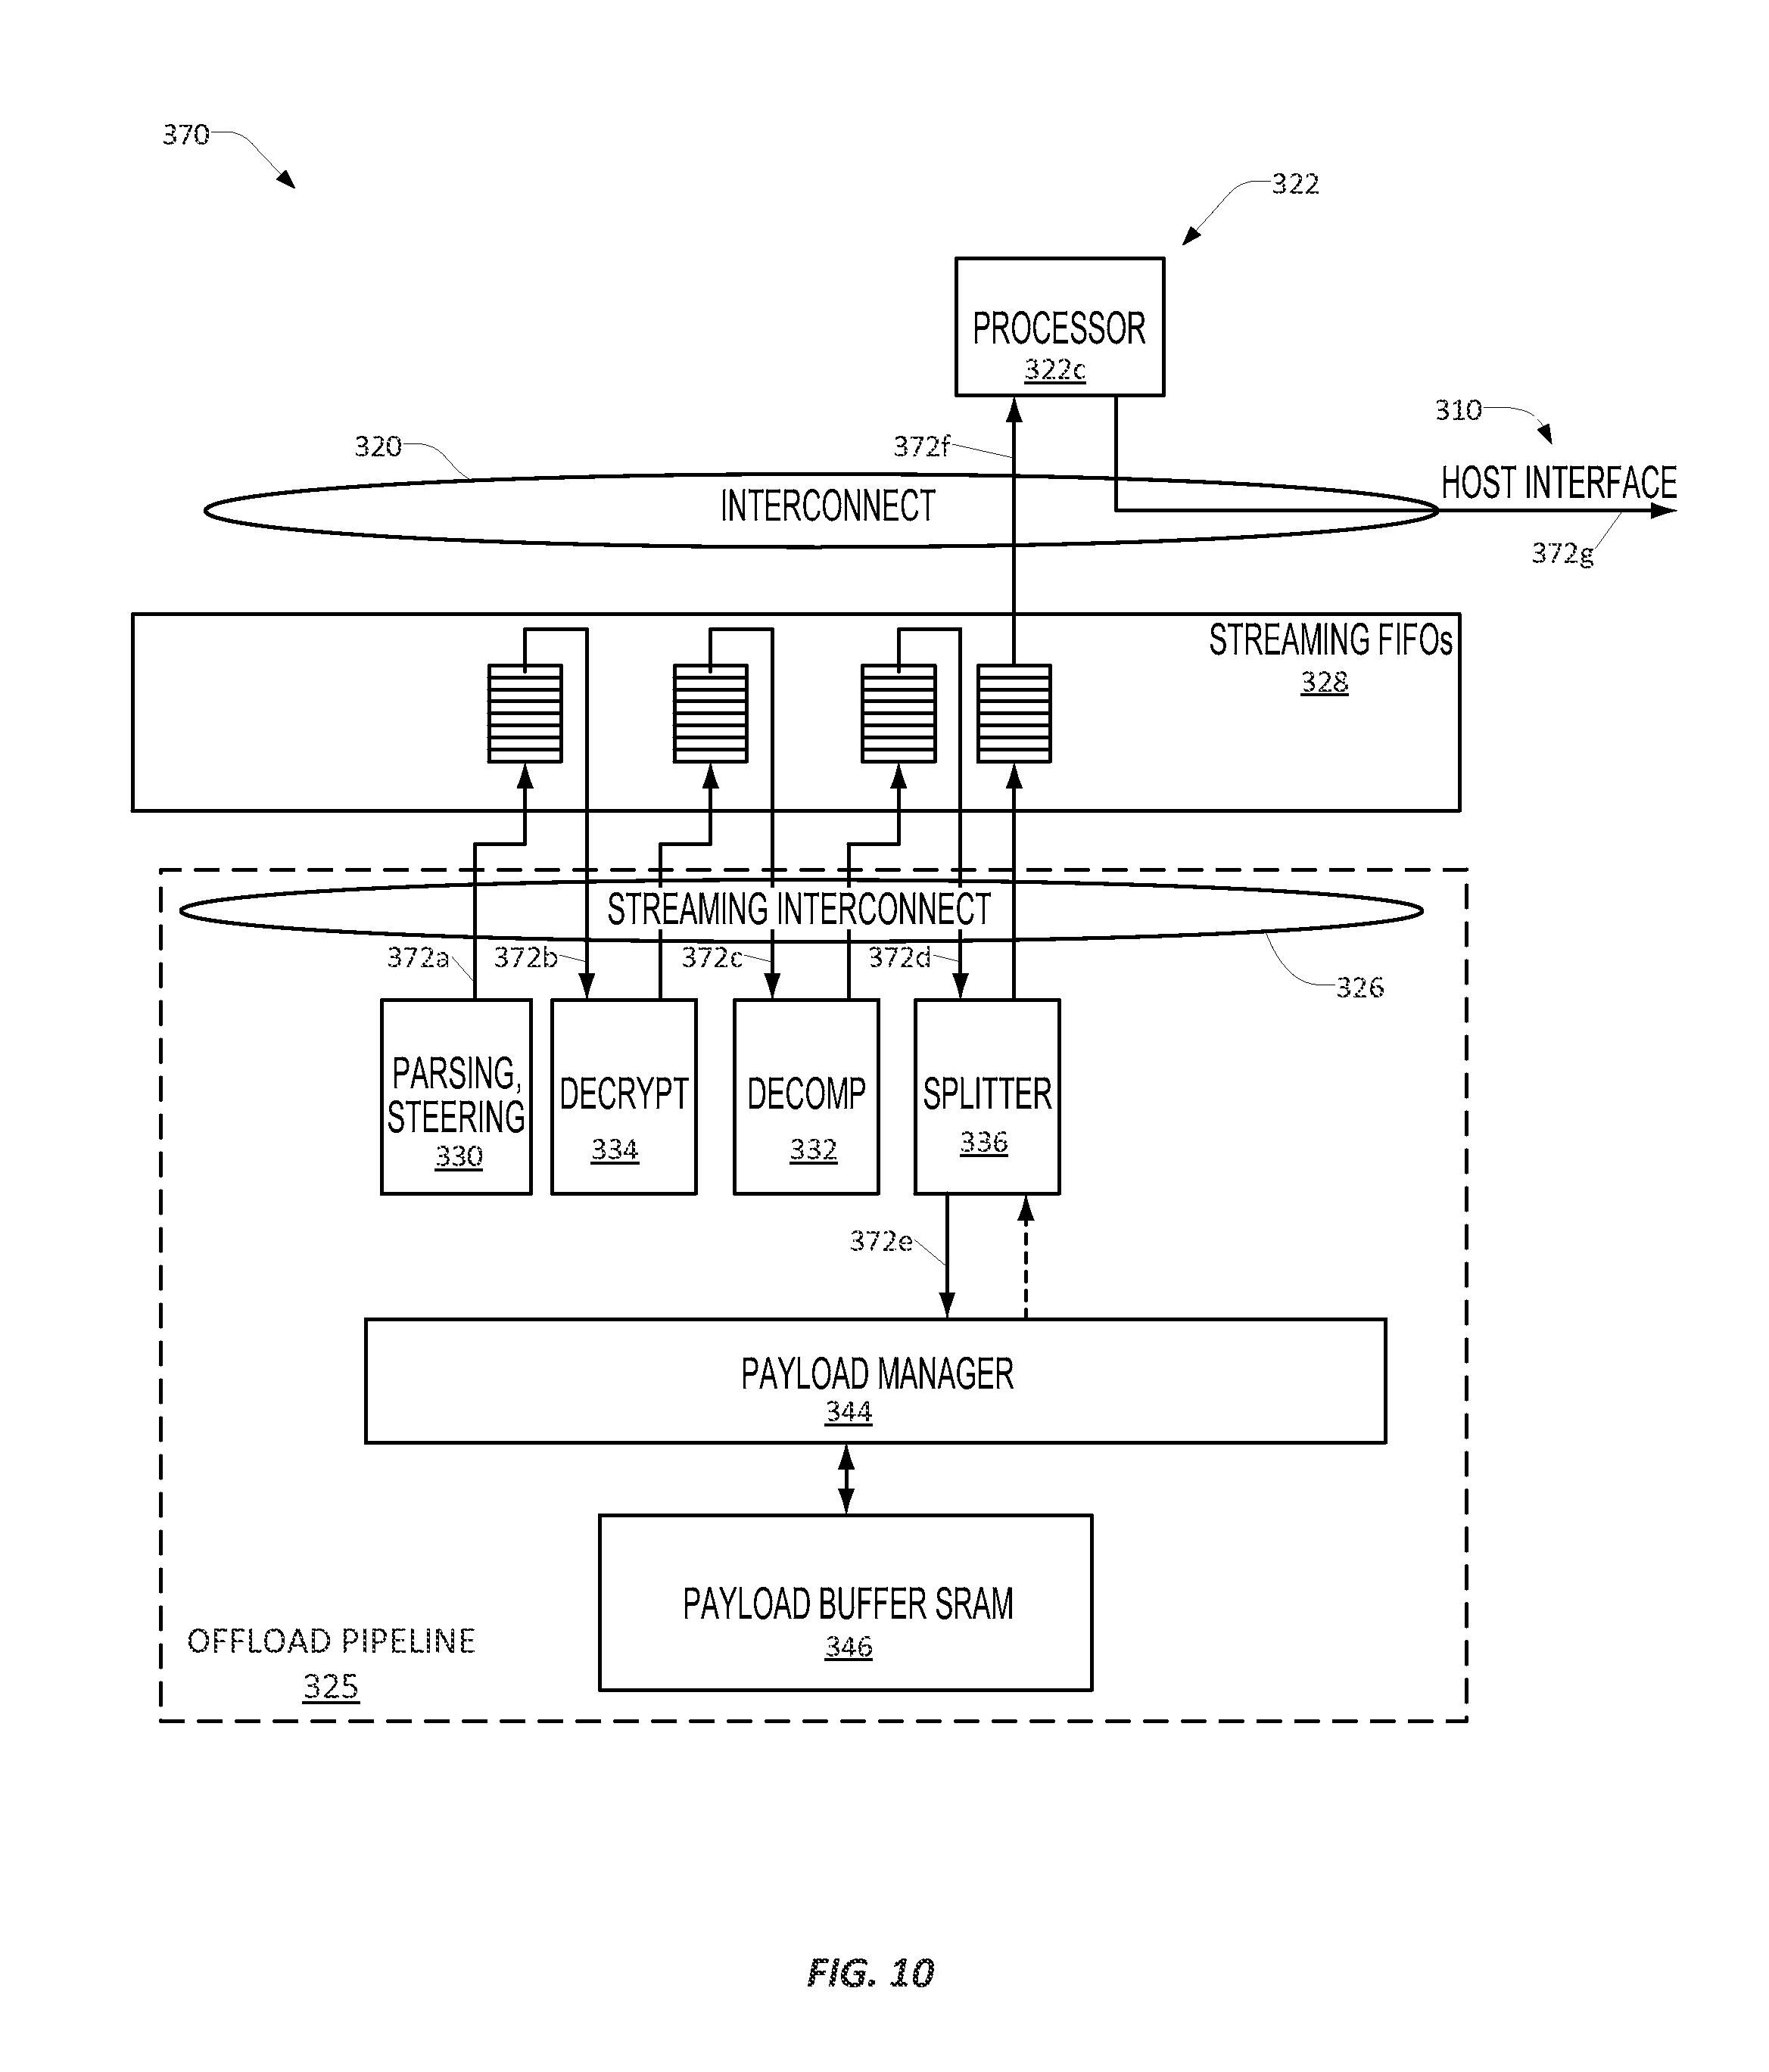 370
322
PROCESSOR
322c
310
320
372f
HOST INTERFACE
INTERCONNECT
372g
STREAMING FIFOs
328
STREAMING INTERCONNECT
372a
372b
372c
372d
326
PARSING,
STEERING
330
DECRYPT
334
DECOMP
332
SPLITTER
336
372e
PAYLOAD MANAGER
344
PAYLOAD BUFFER SRAM
346
OFFLOAD PIPELINE
325
FIG. 10